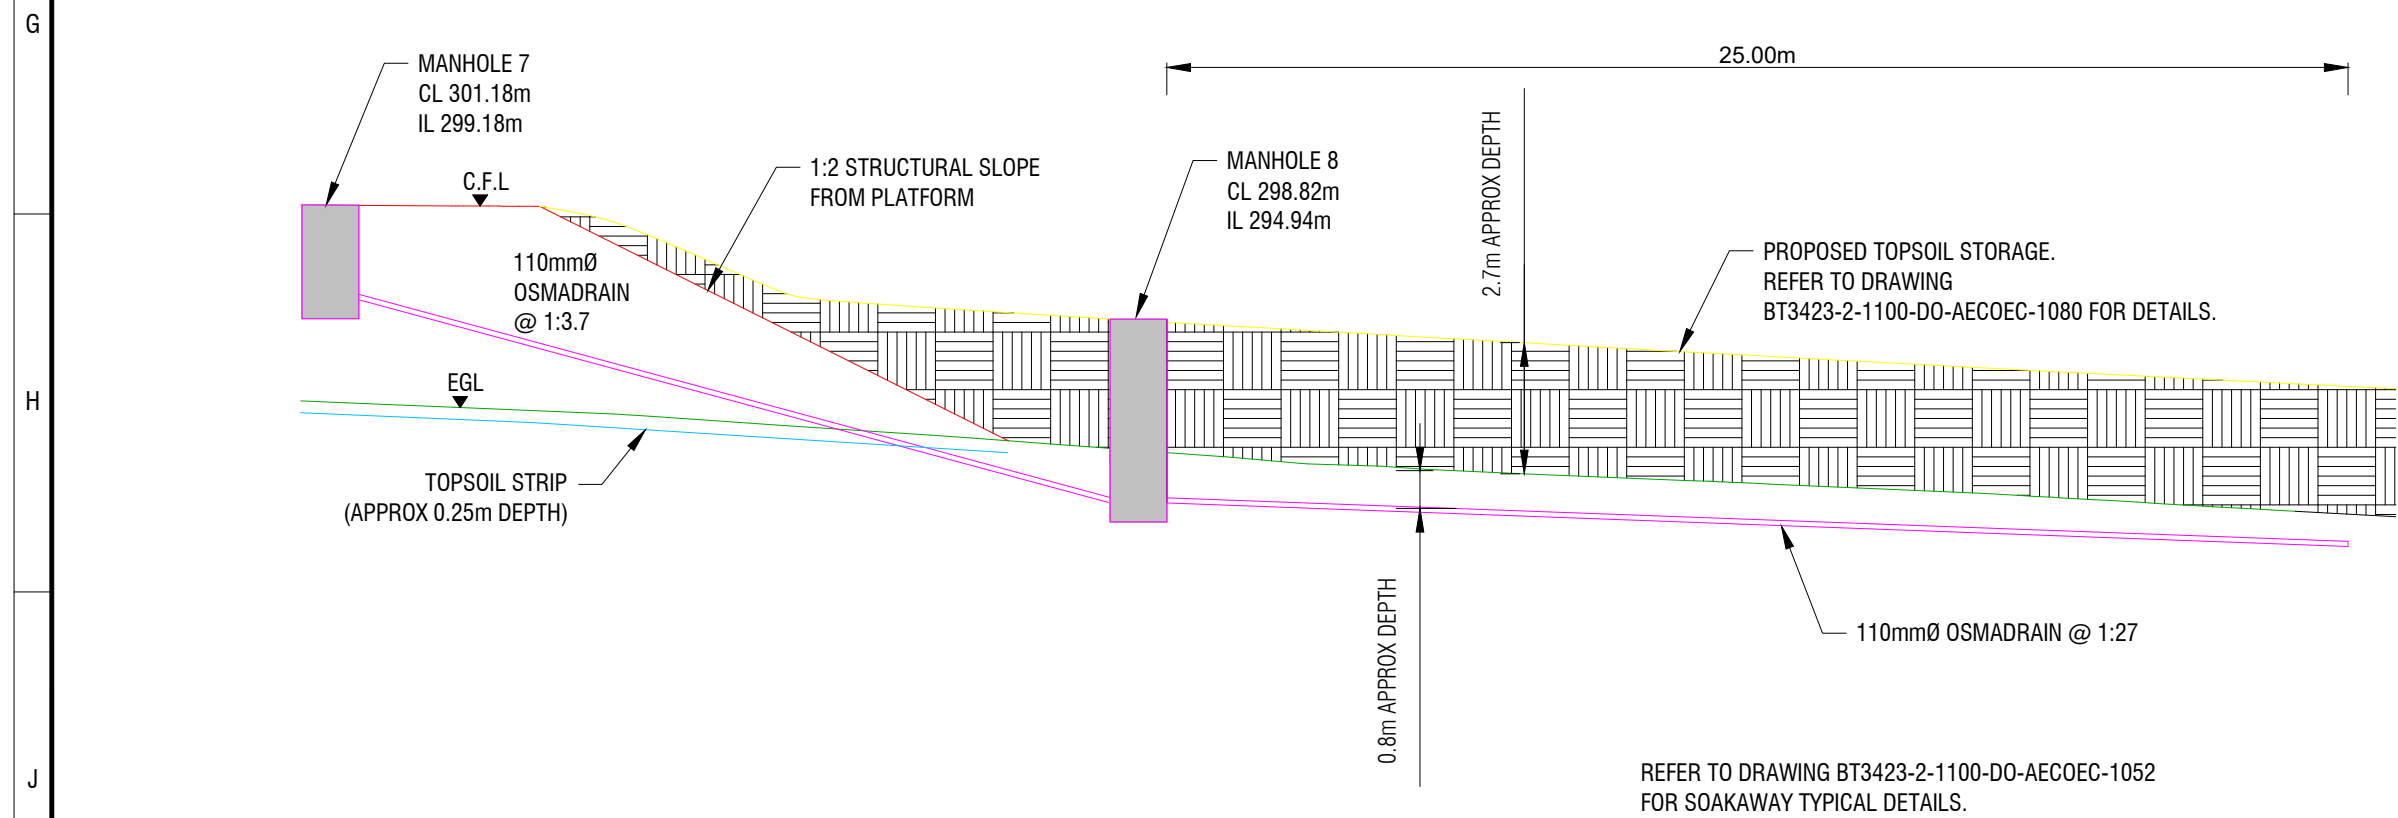 G
25.00m
MANHOLE 7
CL 301.18m
IL 299.18m
C.F.L
1:2 STRUCTURAL SLOPE
FROM PLATFORM
MANHOLE 8
CL 298.82m
IL 294.94m
2.7m APPROX DEPTH
PROPOSED TOPSOIL STORAGE.
REFER TO DRAWING
BT3423-2-1100-DO-AECOEC-1080 FOR DETAILS.
110mmØ
OSMADRAIN
@ 1:3.7
H
EGL
TOPSOIL STRIP
(APPROX 0.25m DEPTH)
0.8m APPROX DEPTH
110mmØ OSMADRAIN @ 1:27
J
REFER TO DRAWING BT3423-2-1100-DO-AECOEC-1052
FOR SOAKAWAY TYPICAL DETAILS.